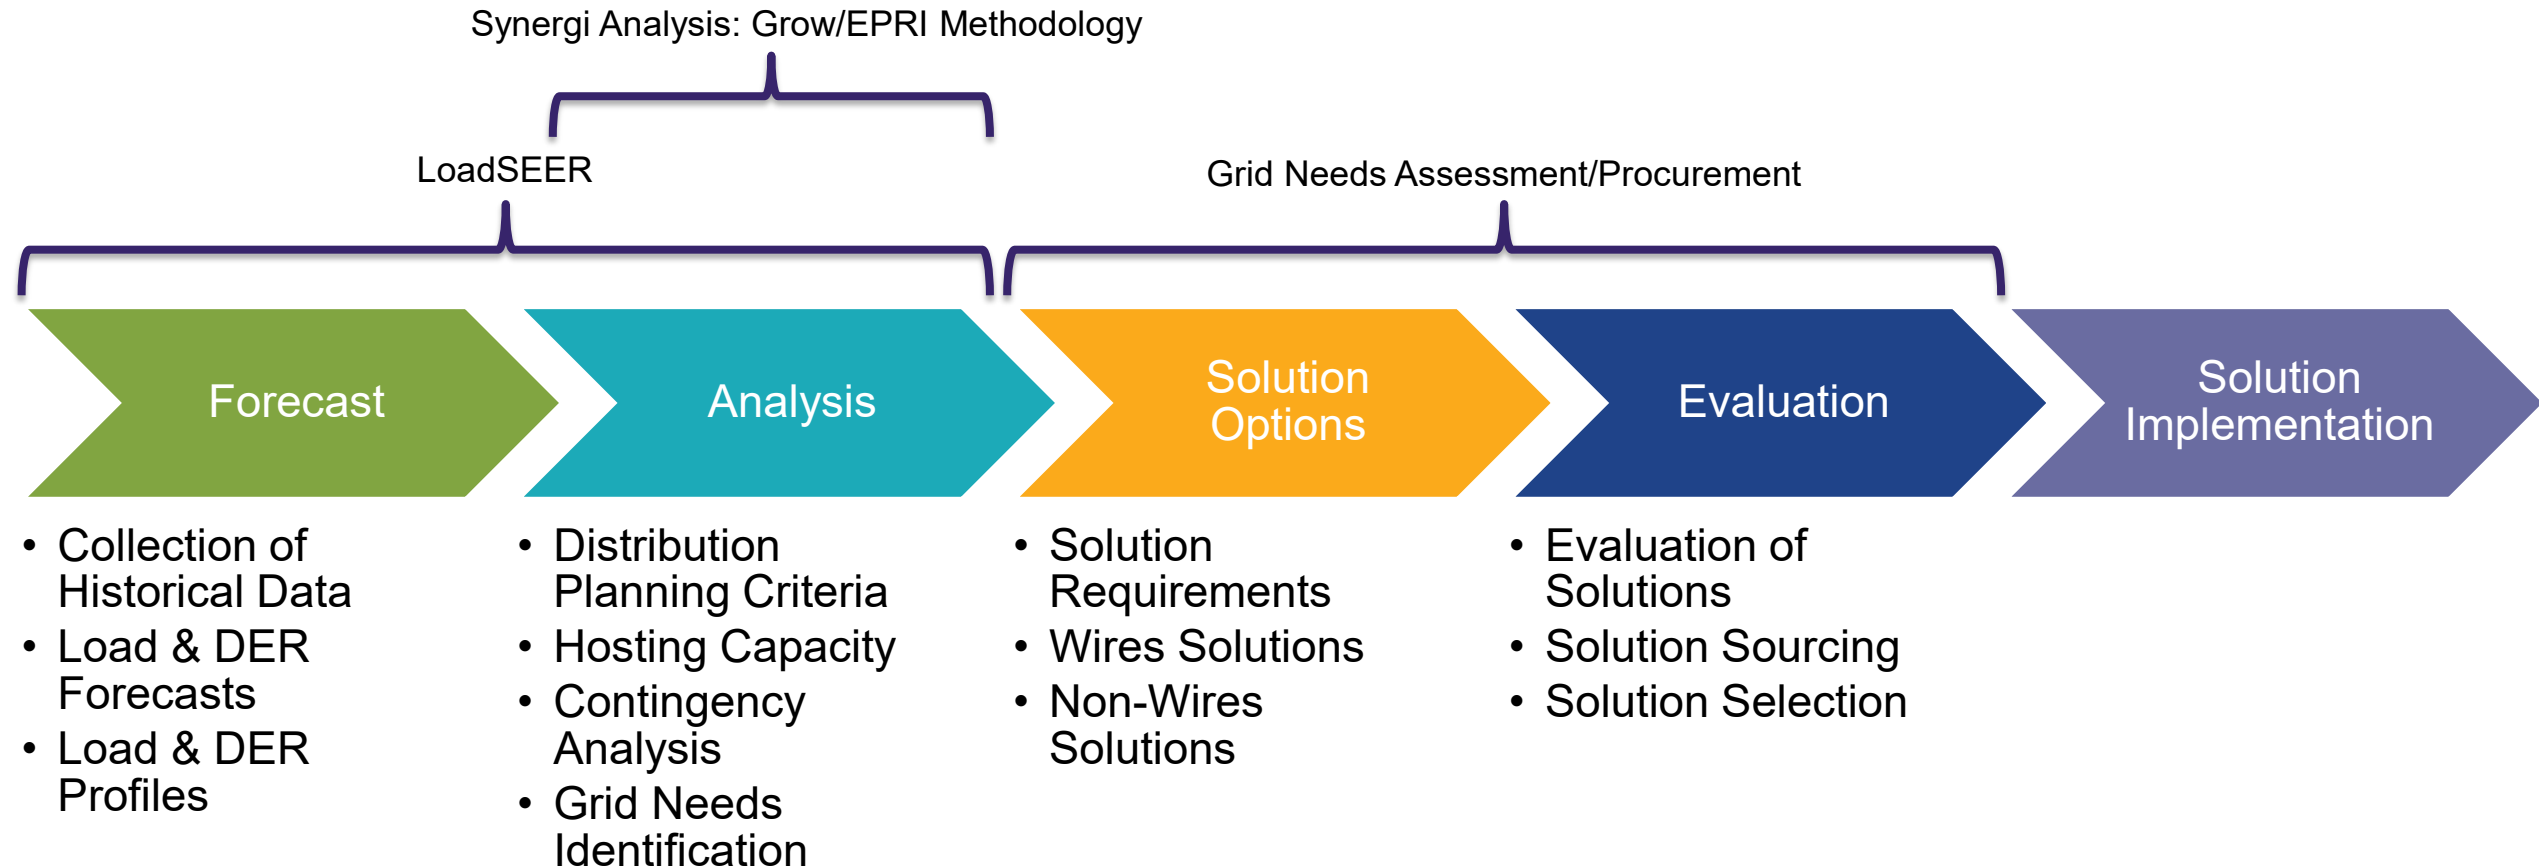 Synergi Analysis: Grow/EPRI Methodology
LoadSEER
Grid Needs Assessment/Procurement
Forecast
Analysis
Solution
Options
Evaluation
Solution
Implementation
• Collection of
Historical Data
• Load & DER
Forecasts
• Load & DER
Profiles
• Distribution
Planning Criteria
• Hosting Capacity
• Contingency
Analysis
• Grid Needs
Identification
• Solution
Requirements
• Wires Solutions
• Non-Wires
Solutions
• Evaluation of
Solutions
• Solution Sourcing
• Solution Selection